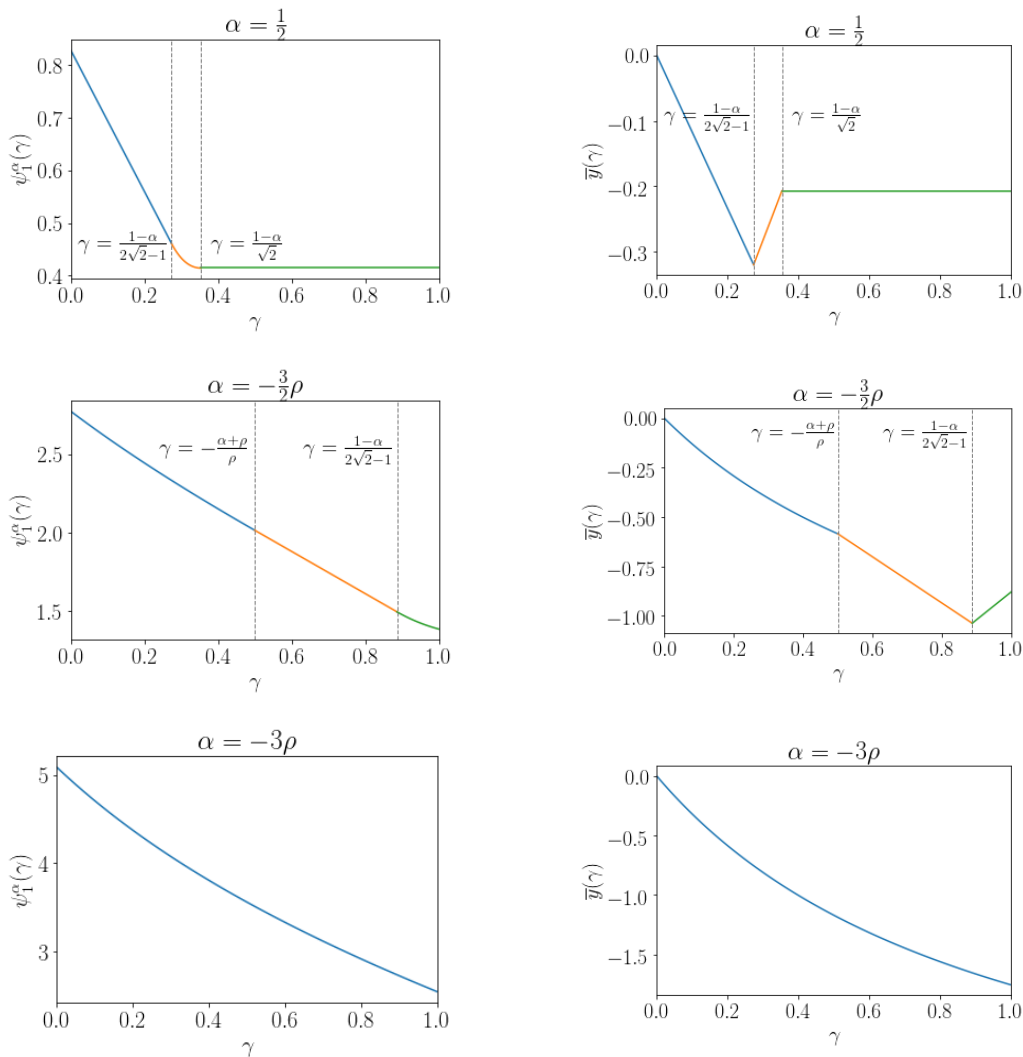 α = 1/2
ψ₁^α(γ)
0.8
0.7
0.6
0.5
0.4
γ = (1−α)/(2√2−1)
γ = (1−α)/√2
0.0 0.2 0.4 0.6 0.8 1.0
γ
α = 1/2
y̅(γ)
0.0
−0.1
−0.2
−0.3
γ = (1−α)/(2√2−1)
γ = (1−α)/√2
0.0 0.2 0.4 0.6 0.8 1.0
γ
α = −3/2 ρ
ψ₁^α(γ)
2.5
2.0
1.5
γ = −(α+ρ)/ρ
γ = (1−α)/(2√2−1)
0.0 0.2 0.4 0.6 0.8 1.0
γ
α = −3/2 ρ
y̅(γ)
0.00
−0.25
−0.50
−0.75
−1.00
γ = −(α+ρ)/ρ
γ = (1−α)/(2√2−1)
0.0 0.2 0.4 0.6 0.8 1.0
γ
α = −3ρ
ψ₁^α(γ)
5
4
3
0.0 0.2 0.4 0.6 0.8 1.0
γ
α = −3ρ
y̅(γ)
0.0
−0.5
−1.0
−1.5
0.0 0.2 0.4 0.6 0.8 1.0
γ